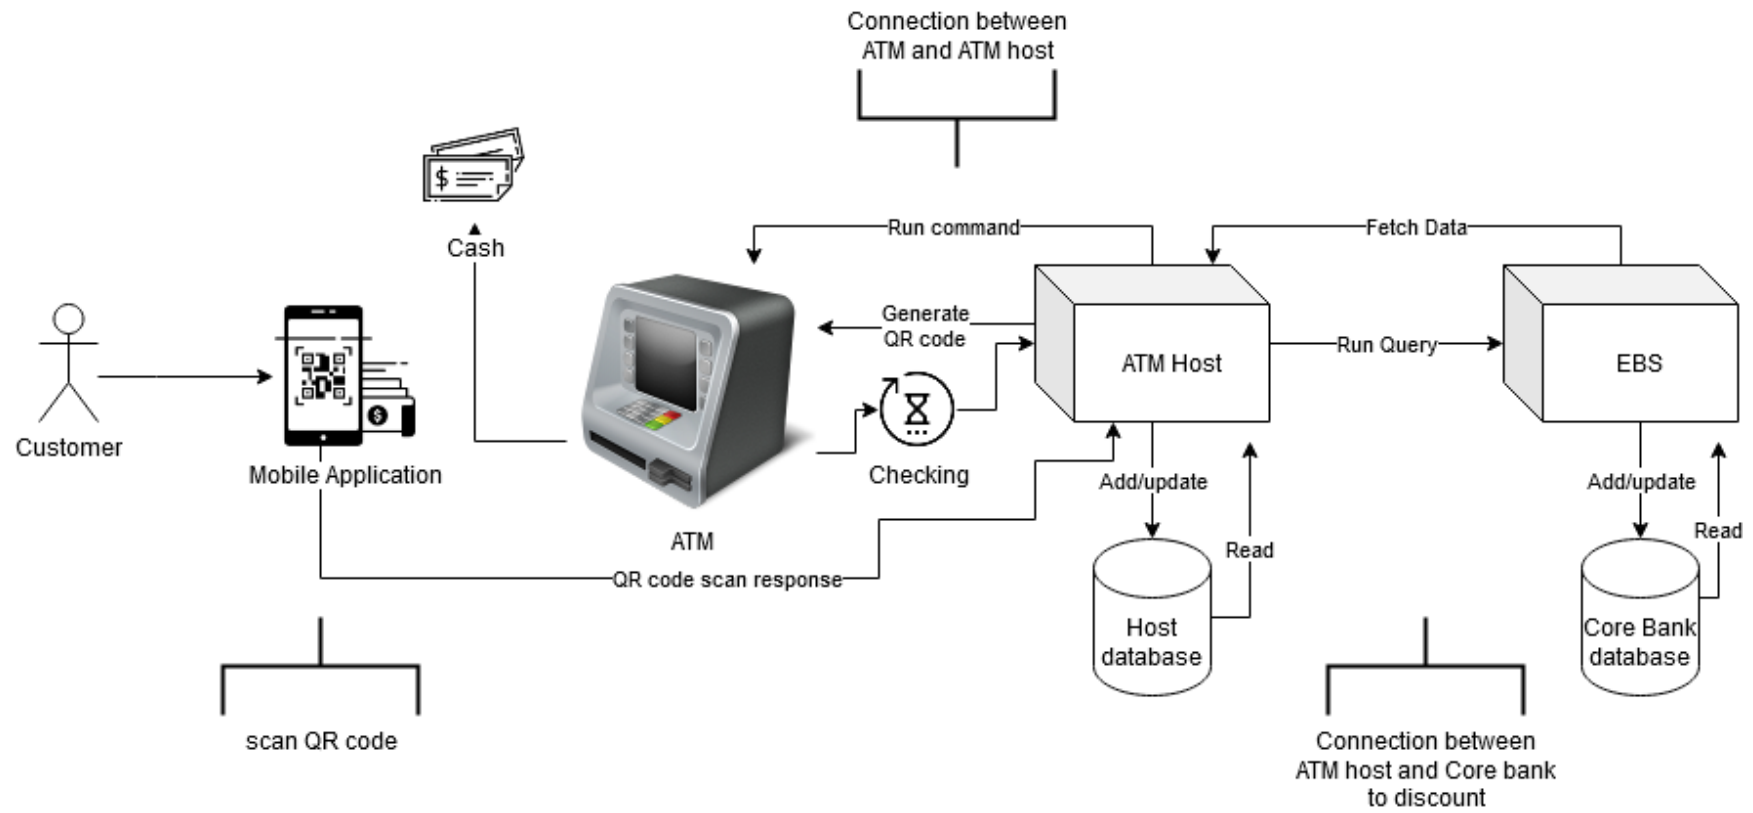 Connection between
ATM and ATM host
Run command
Fetch Data
$
Cash
Generate
QR code
Run Query
ATM Host
EBS
$
Customer
Mobile Application
Checking
Add/update
Add/update
ATM
Read
Read
QR code scan response
Host
database
Core Bank
database
scan QR code
Connection between
ATM host and Core bank
to discount